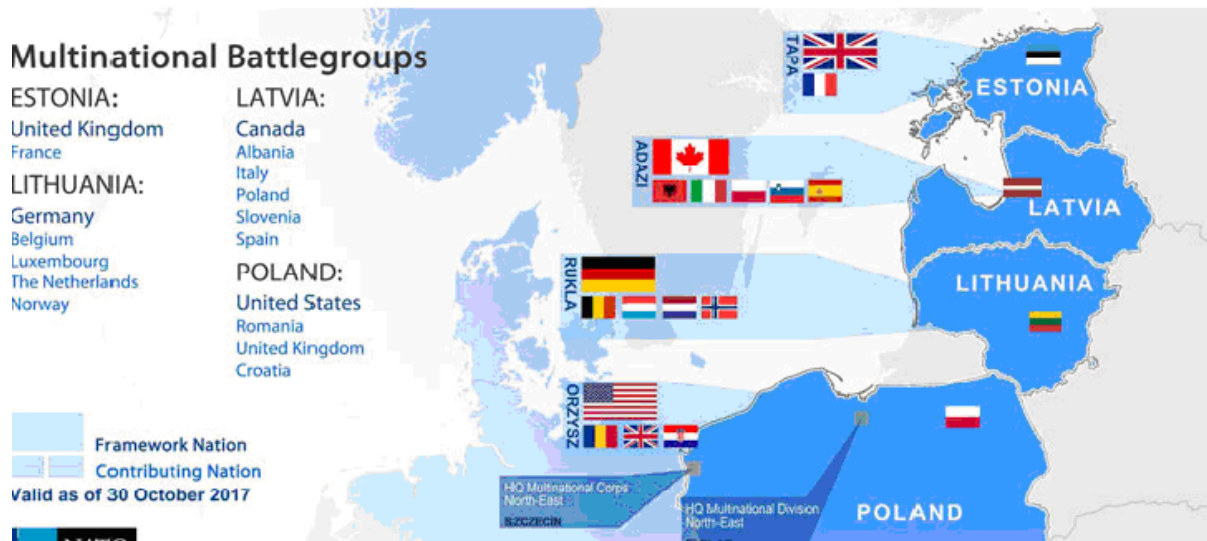 Multinational Battlegroups
ESTONIA:
United Kingdom
France
LITHUANIA:
Germany
Belgium
Luxembourg
The Netherlands
Norway
LATVIA:
Canada
Albania
Italy
Poland
Slovenia
Spain
POLAND:
United States
Romania
United Kingdom
Croatia
Framework Nation
Contributing Nation
Valid as of 30 October 2017
TAPA
ESTONIA
ADAZI
LATVIA
RUKLA
LITHUANIA
ORZYSZ
HQ Multinational Corps
North-East
SZCZECIN
HQ Multinational Division
North-East
POLAND